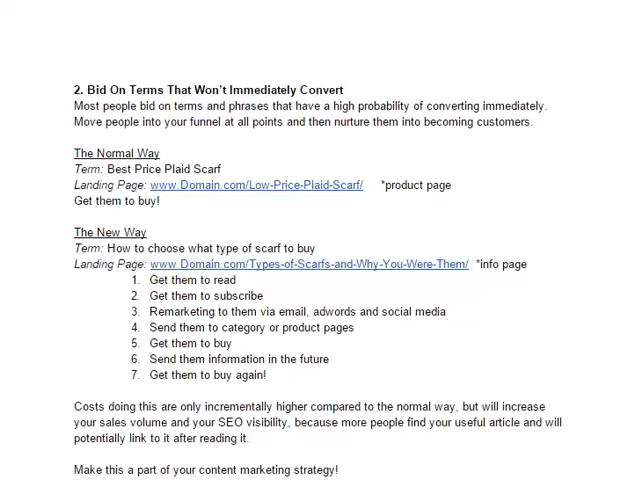 2. Bid On Terms That Won't Immediately Convert
Most people bid on terms and phrases that have a high probability of converting immediately.
Move people into your funnel at all points and then nurture them into becoming customers.
The Normal Way
Term: Best Price Plaid Scarf
Landing Page: www.Domain.com/Low-Price-Plaid-Scarf/ *product page
Get them to buy!
The New Way
Term: How to choose what type of scarf to buy
Landing Page: www.Domain.com/Types-of-Scarfs-and-Why-You-Were-Them/ *info page
1. Get them to read
2. Get them to subscribe
3. Remarketing to them via email, adwords and social media
4. Send them to category or product pages
5. Get them to buy
6. Send them information in the future
7. Get them to buy again!
Costs doing this are only incrementally higher compared to the normal way, but will increase
your sales volume and your SEO visibility, because more people find your useful article and will
potentially link to it after reading it.
Make this a part of your content marketing strategy!